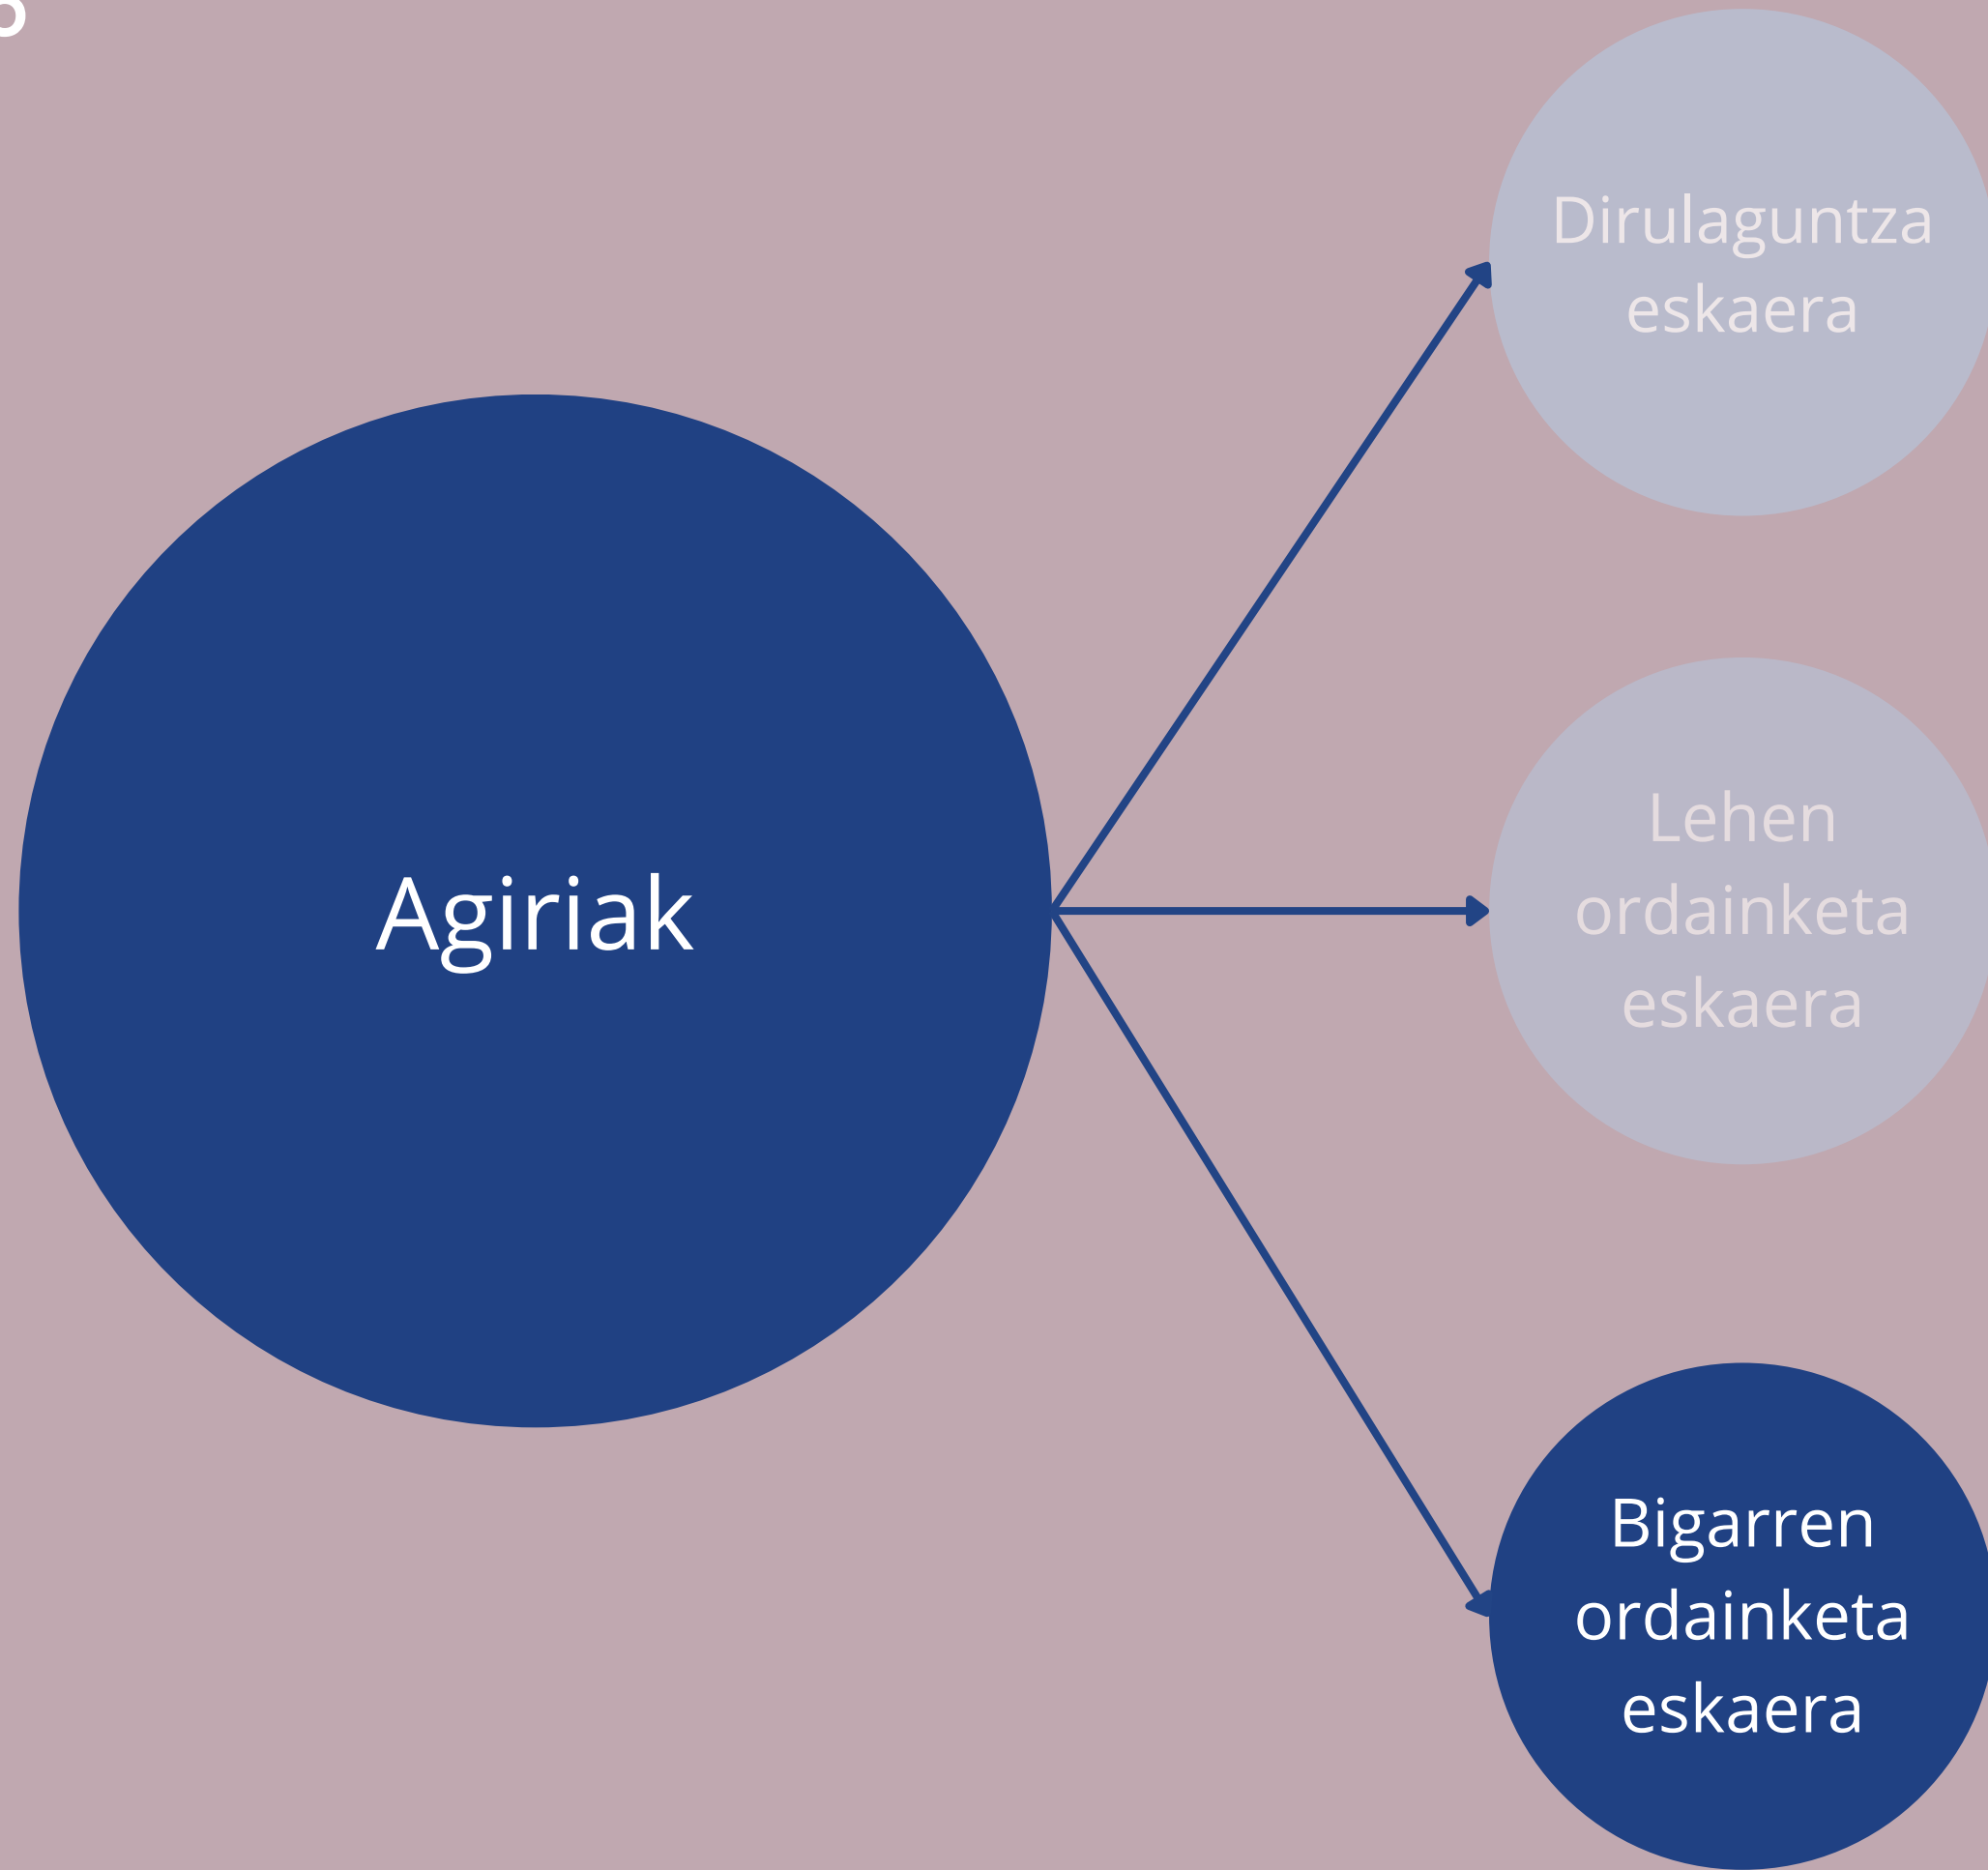 Dirulaguntza
eskaera
Agiriak
Lehen
ordainketa
eskaera
Bigarren
ordainketa
eskaera